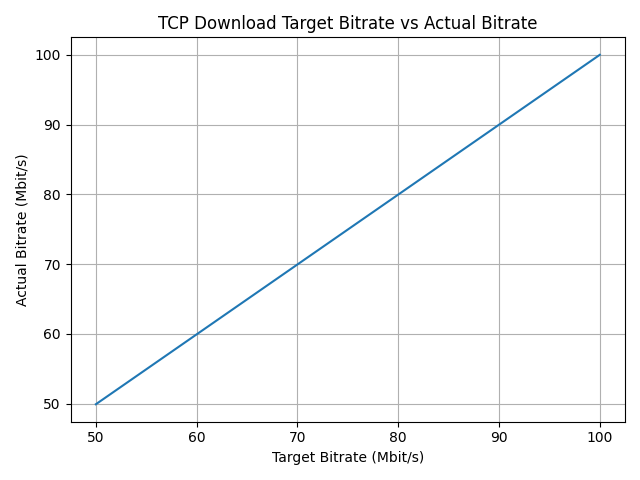 TCP Download Target Bitrate vs Actual Bitrate
Actual Bitrate (Mbit/s)
100
90
80
70
60
50
50 60 70 80 90 100
Target Bitrate (Mbit/s)